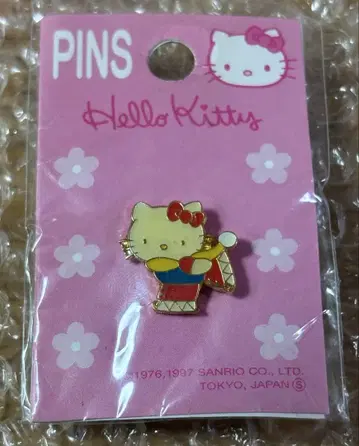 PINS
Hello Kitty
©1976,1997 SANRIO CO., LTD.
TOKYO, JAPAN Ⓢ